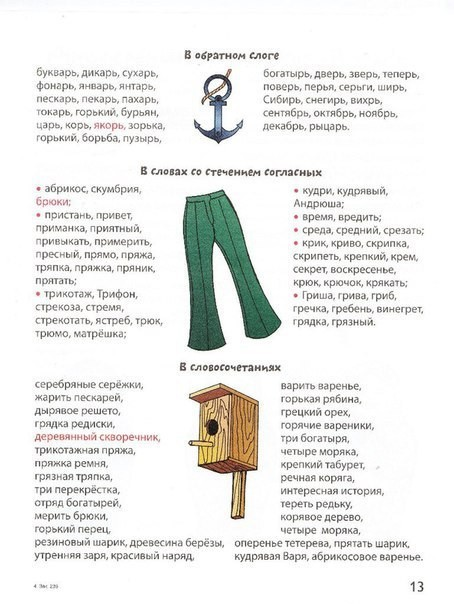 В обратном слоге
букварь, дикарь, сухарь,
фонарь, январь, янтарь,
пескарь, пекарь, пахарь,
токарь, горький, бурьян,
царь, корь, якорь, зорька,
горький, борьба, пузырь,
богатырь, дверь, зверь, теперь,
поверь, перья, серьги, ширь,
Сибирь, снегирь, вихрь,
сентябрь, октябрь, ноябрь,
декабрь, рыцарь.
В словах со стечением согласных
• абрикос, скумбрия,
брюки;
• пристань, привет,
приманка, приятный,
привыкать, примерить,
пресный, прямо, пряжа,
тряпка, пряжка, пряник,
прятать;
• трикотаж, Трифон,
стрекоза, стремя,
стрекотать, ястреб, трюк,
трюмо, матрёшка;
• кудри, кудрявый,
Андрюша;
• время, вредить;
• среда, средний, срезать;
• крик, криво, скрипка,
скрипеть, крепкий, крем,
секрет, воскресенье,
крюк, крючок, крякать;
• Гриша, грива, гриб,
гречка, гребень, винегрет,
грядка, грязный.
В словосочетаниях
серебряные серёжки,
жарить пескарей,
дырявое решето,
грядка редиски,
деревянный скворечник,
трикотажная пряжа,
пряжка ремня,
грязная тряпка,
три перекрёстка,
отряд богатырей,
мерить брюки,
горький перец,
резиновый шарик, древесина берёзы,
утренняя заря, красивый наряд,
варить варенье,
горькая рябина,
грецкий орех,
горячие вареники,
три богатыря,
четыре моряка,
крепкий табурет,
речная коряга,
интересная история,
тереть редьку,
корявое дерево,
четыре моряка,
оперенье тетерева, прятать шарик,
кудрявая Варя, абрикосовое варенье.
13